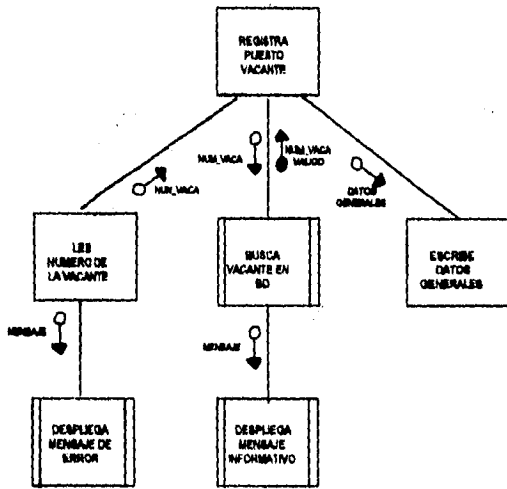 REGISTRA
PUESTO
VACANTE
NUM_VACA
NUM_VACA
NUM_VACA
VALIDO
DATOS
GENERALES
LEE
NUMERO DE
LA VACANTE
BUSCA
VACANTE EN
BD
ESCRIBE
DATOS
GENERALES
MENSAJE
MENSAJE
DESPLIEGA
MENSAJE DE
ERROR
DESPLIEGA
MENSAJE
INFORMATIVO